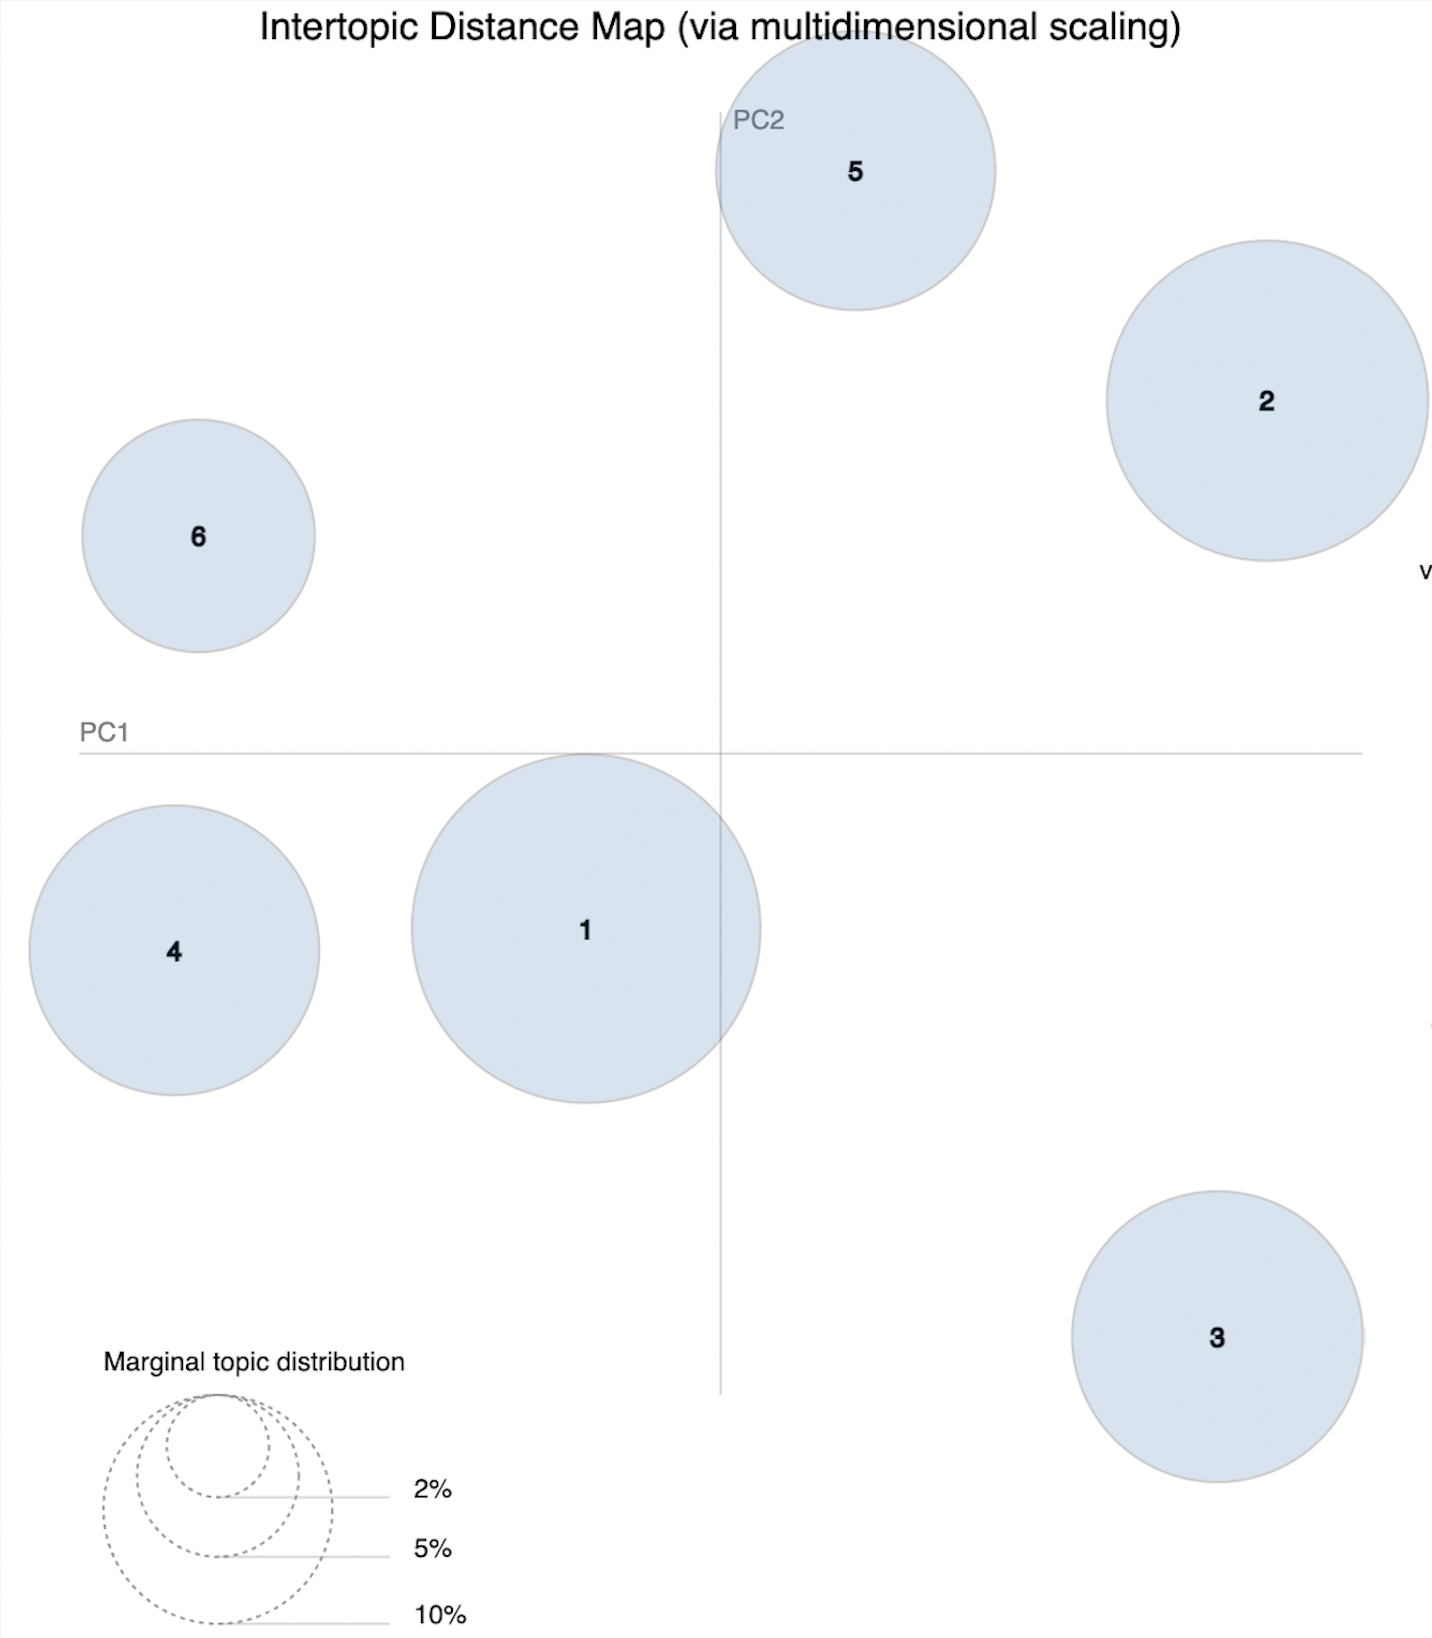 Intertopic Distance Map (via multidimensional scaling)
PC2
5
2
6
v
PC1
1
4
3
Marginal topic distribution
2%
5%
10%